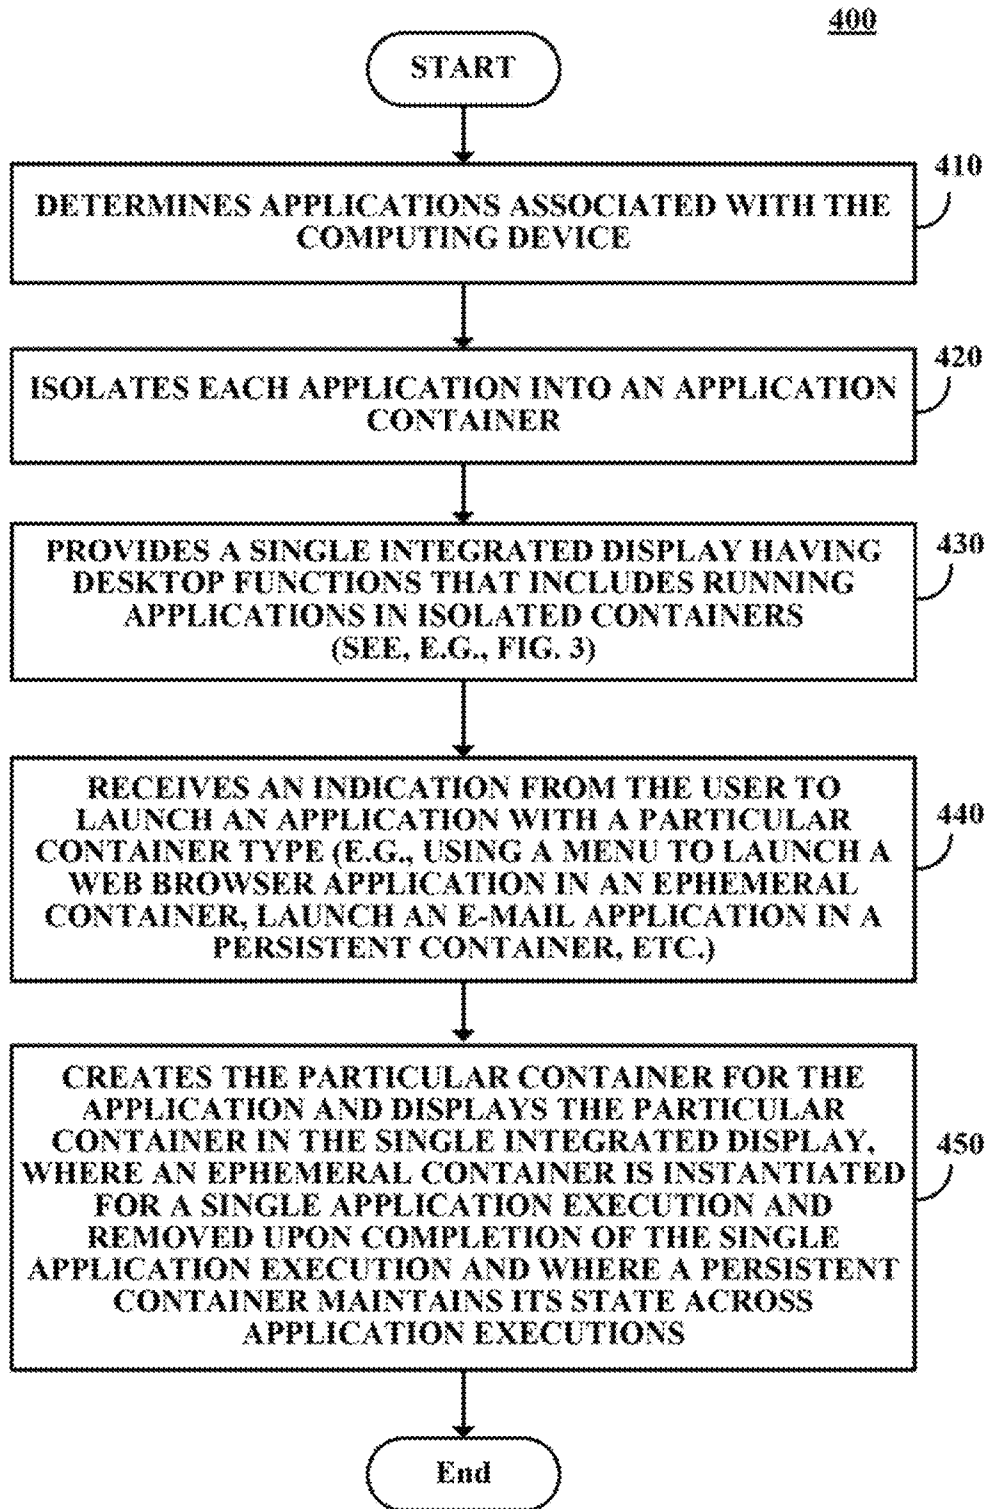 400
START
410
DETERMINES APPLICATIONS ASSOCIATED WITH THE
COMPUTING DEVICE
420
ISOLATES EACH APPLICATION INTO AN APPLICATION
CONTAINER
430
PROVIDES A SINGLE INTEGRATED DISPLAY HAVING
DESKTOP FUNCTIONS THAT INCLUDES RUNNING
APPLICATIONS IN ISOLATED CONTAINERS
(SEE, E.G., FIG. 3)
440
RECEIVES AN INDICATION FROM THE USER TO
LAUNCH AN APPLICATION WITH A PARTICULAR
CONTAINER TYPE (E.G., USING A MENU TO LAUNCH A
WEB BROWSER APPLICATION IN AN EPHEMERAL
CONTAINER, LAUNCH AN E-MAIL APPLICATION IN A
PERSISTENT CONTAINER, ETC.)
450
CREATES THE PARTICULAR CONTAINER FOR THE
APPLICATION AND DISPLAYS THE PARTICULAR
CONTAINER IN THE SINGLE INTEGRATED DISPLAY,
WHERE AN EPHEMERAL CONTAINER IS INSTANTIATED
FOR A SINGLE APPLICATION EXECUTION AND
REMOVED UPON COMPLETION OF THE SINGLE
APPLICATION EXECUTION AND WHERE A PERSISTENT
CONTAINER MAINTAINS ITS STATE ACROSS
APPLICATION EXECUTIONS
End